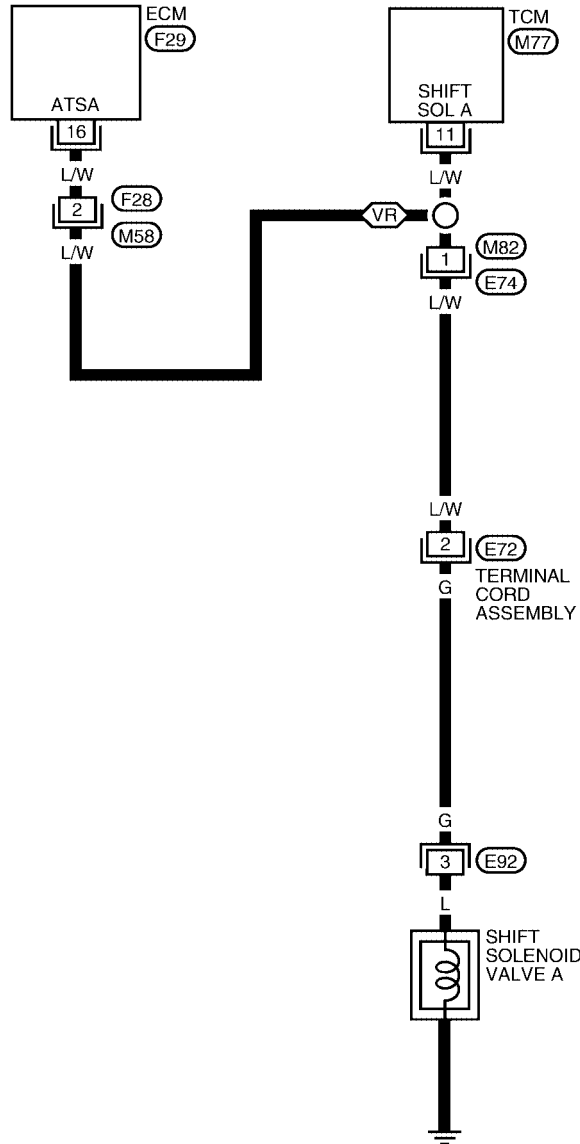 ECM
F29
ATSA
16
L/W
2
F28
M58
L/W
TCM
M77
SHIFT
SOL A
11
L/W
VR
1
M82
E74
L/W
L/W
2
E72
G
TERMINAL
CORD
ASSEMBLY
G
3
E92
L
SHIFT
SOLENOID
VALVE A